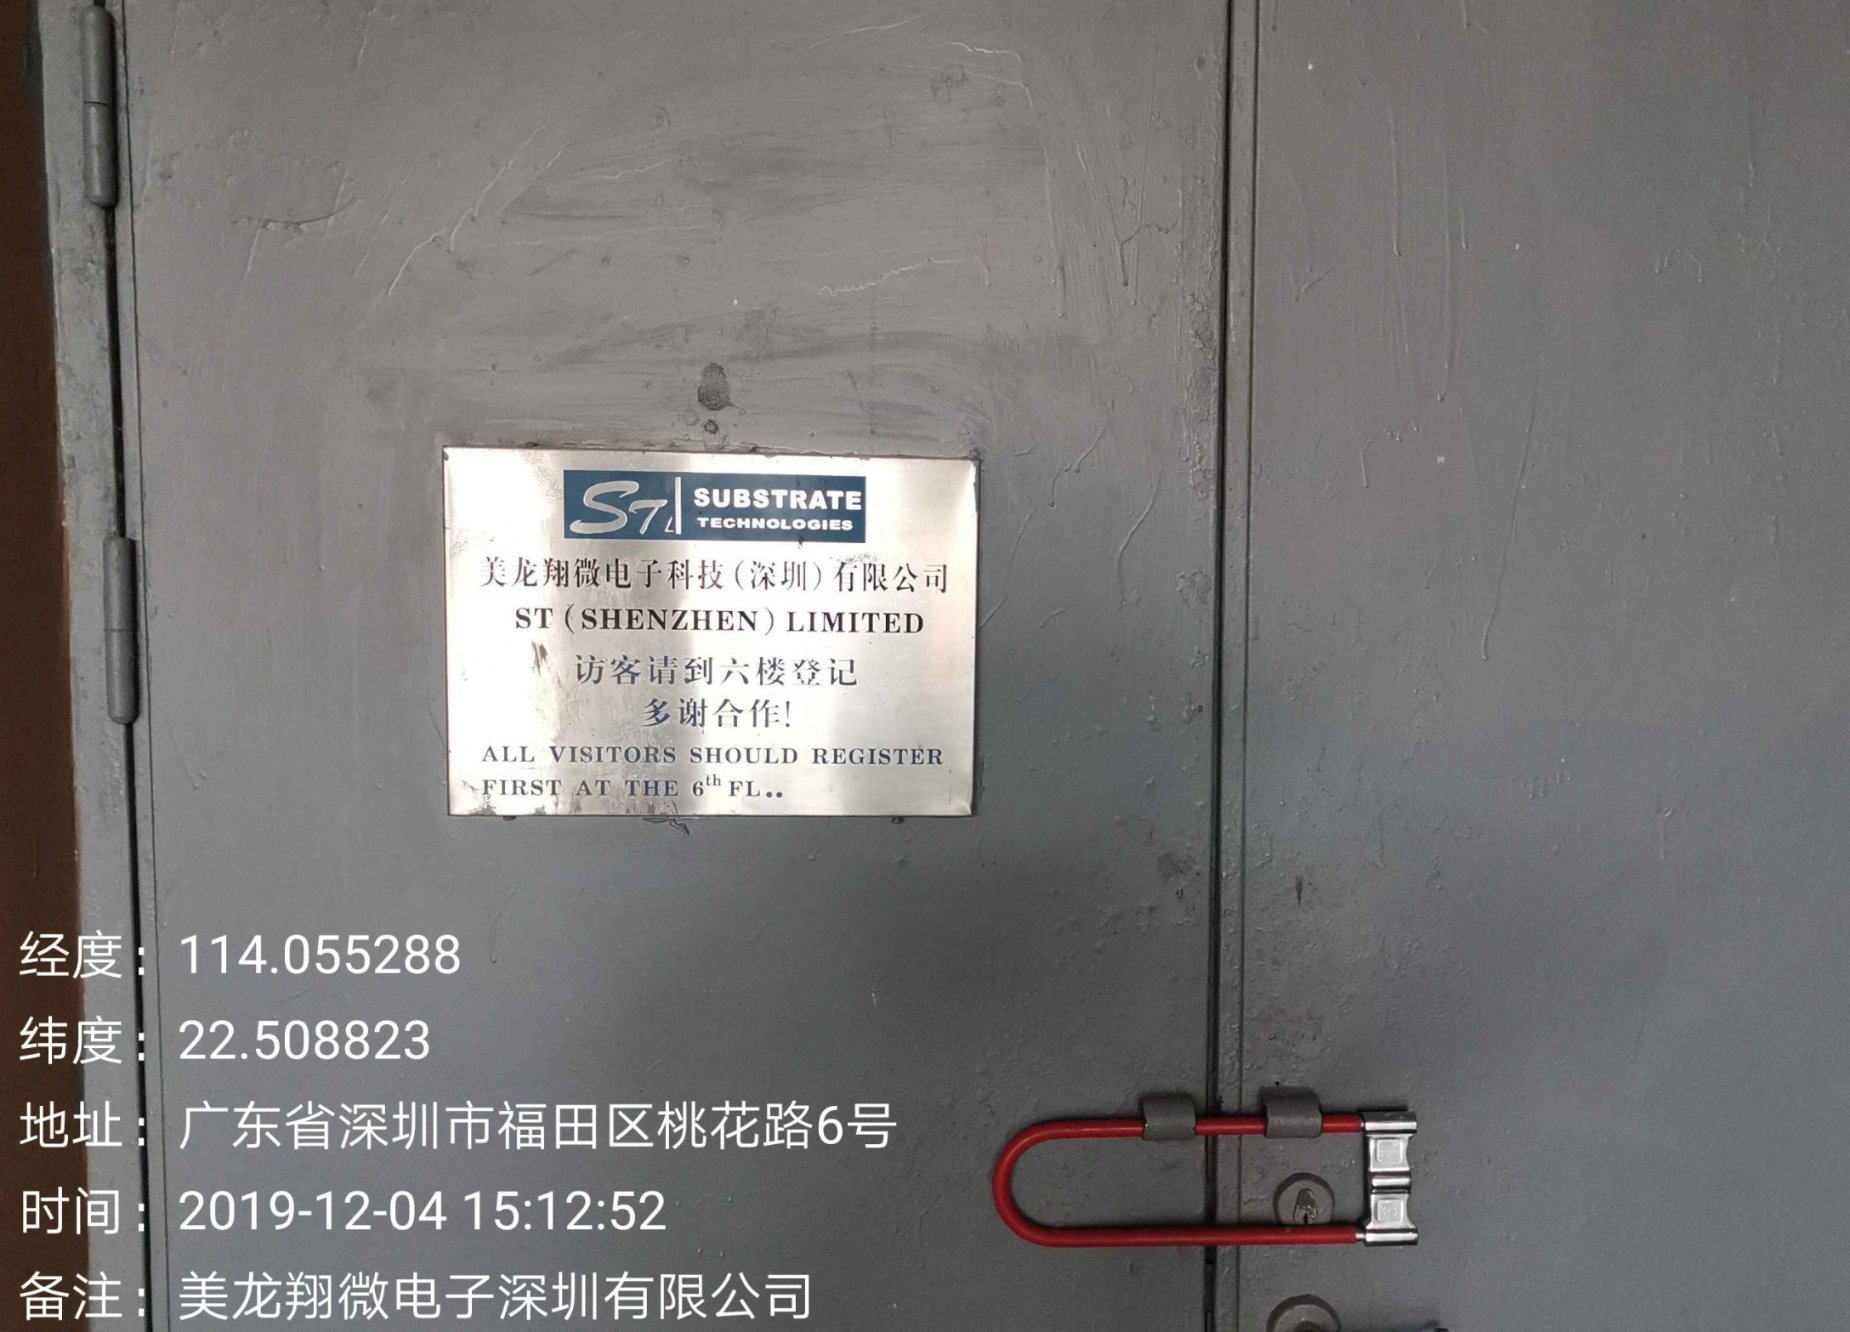 STL SUBSTRATE
TECHNOLOGIES
美龙翔微电子科技(深圳)有限公司
ST (SHENZHEN) LIMITED
访客请到六楼登记
多谢合作!
ALL VISITORS SHOULD REGISTER
FIRST AT THE 6th FL..
经度: 114.055288
纬度: 22.508823
地址: 广东省深圳市福田区桃花路6号
时间: 2019-12-04 15:12:52
备注: 美龙翔微电子深圳有限公司